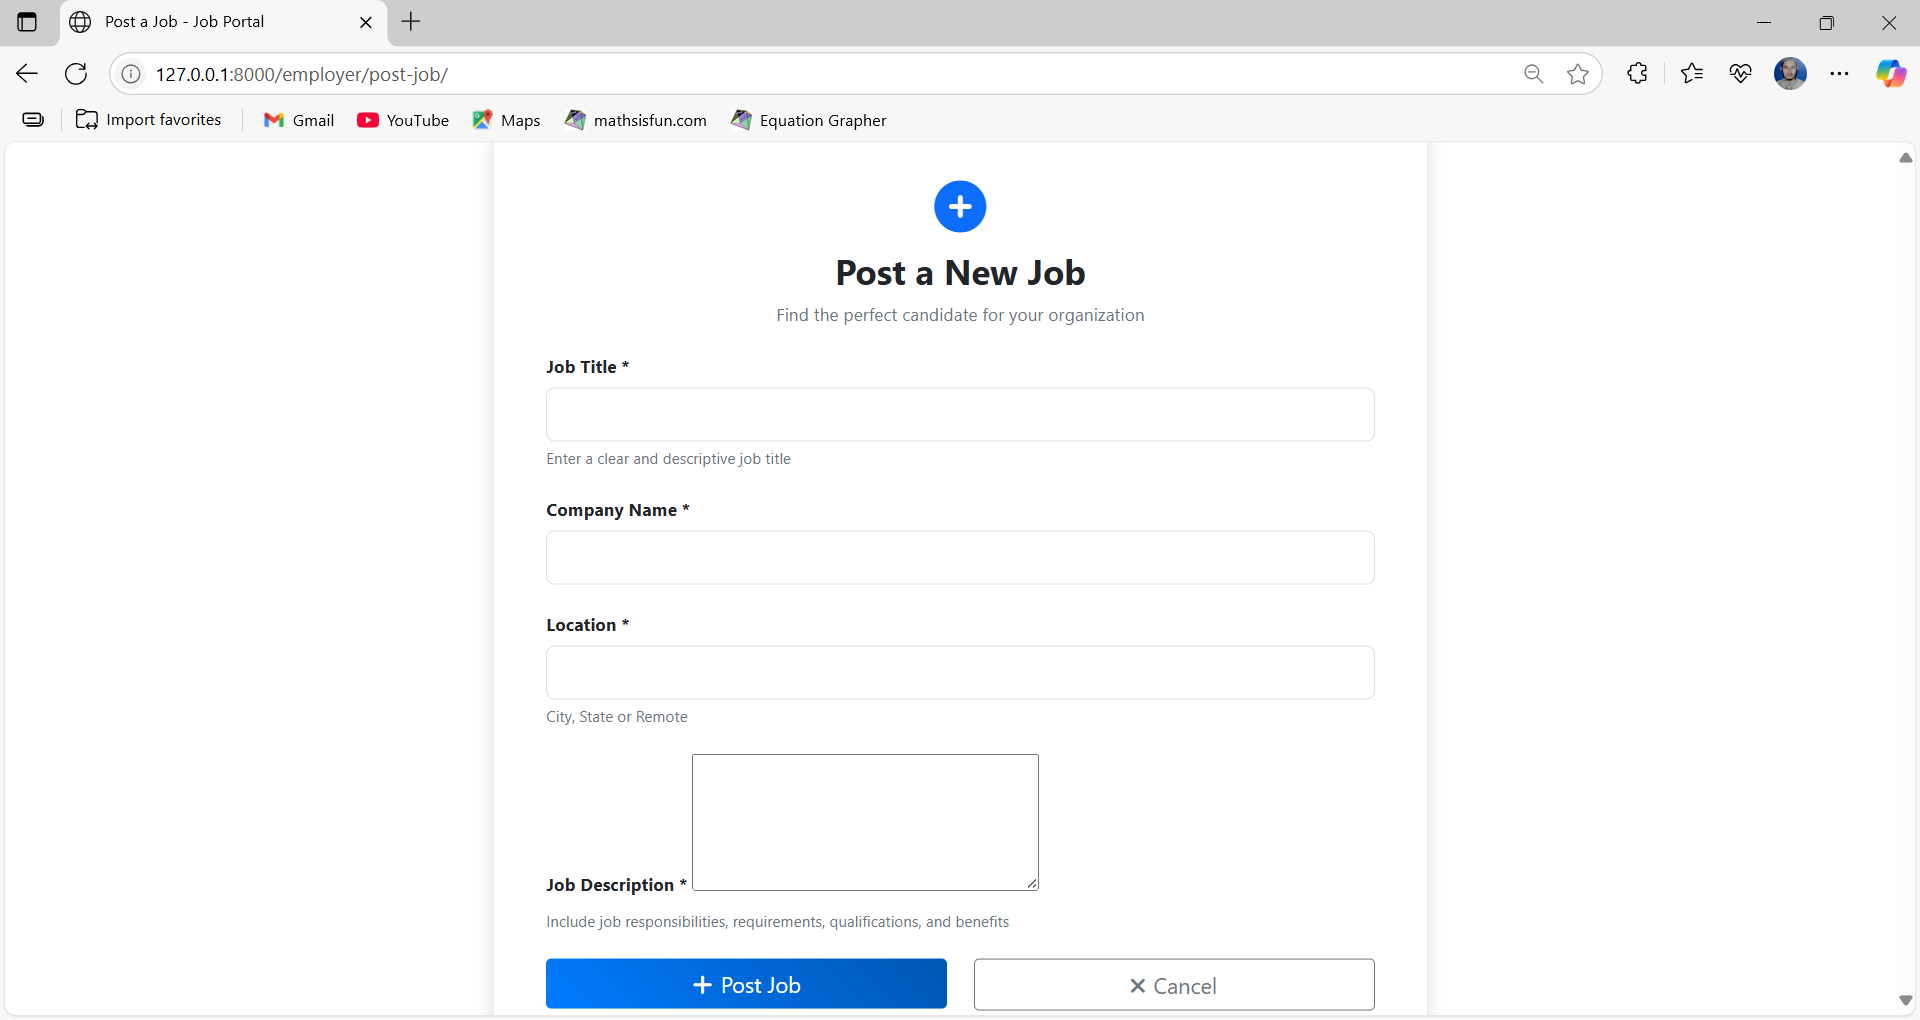 Post a Job - Job Portal
127.0.0.1:8000/employer/post-job/
Import favorites Gmail YouTube Maps mathsisfun.com Equation Grapher
Post a New Job
Find the perfect candidate for your organization
Job Title *
Enter a clear and descriptive job title
Company Name *
Location *
City, State or Remote
Job Description *
Include job responsibilities, requirements, qualifications, and benefits
Post Job Cancel